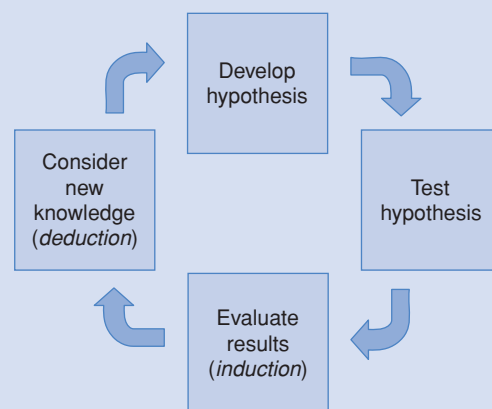 Develop
hypothesis
Test
hypothesis
Evaluate
results
(induction)
Consider
new
knowledge
(deduction)